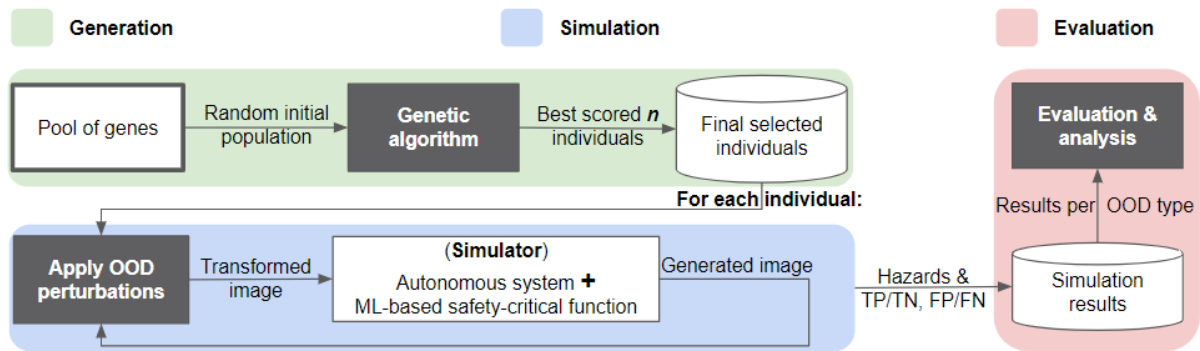 Generation
Simulation
Evaluation
Pool of genes
Random initial
population
Genetic
algorithm
Best scored n
individuals
Final selected
individuals
For each individual:
Apply OOD
perturbations
Transformed
image
(Simulator)
Autonomous system +
ML-based safety-critical function
Generated image
Hazards &
TP/TN, FP/FN
Evaluation &
analysis
Results per OOD type
Simulation
results